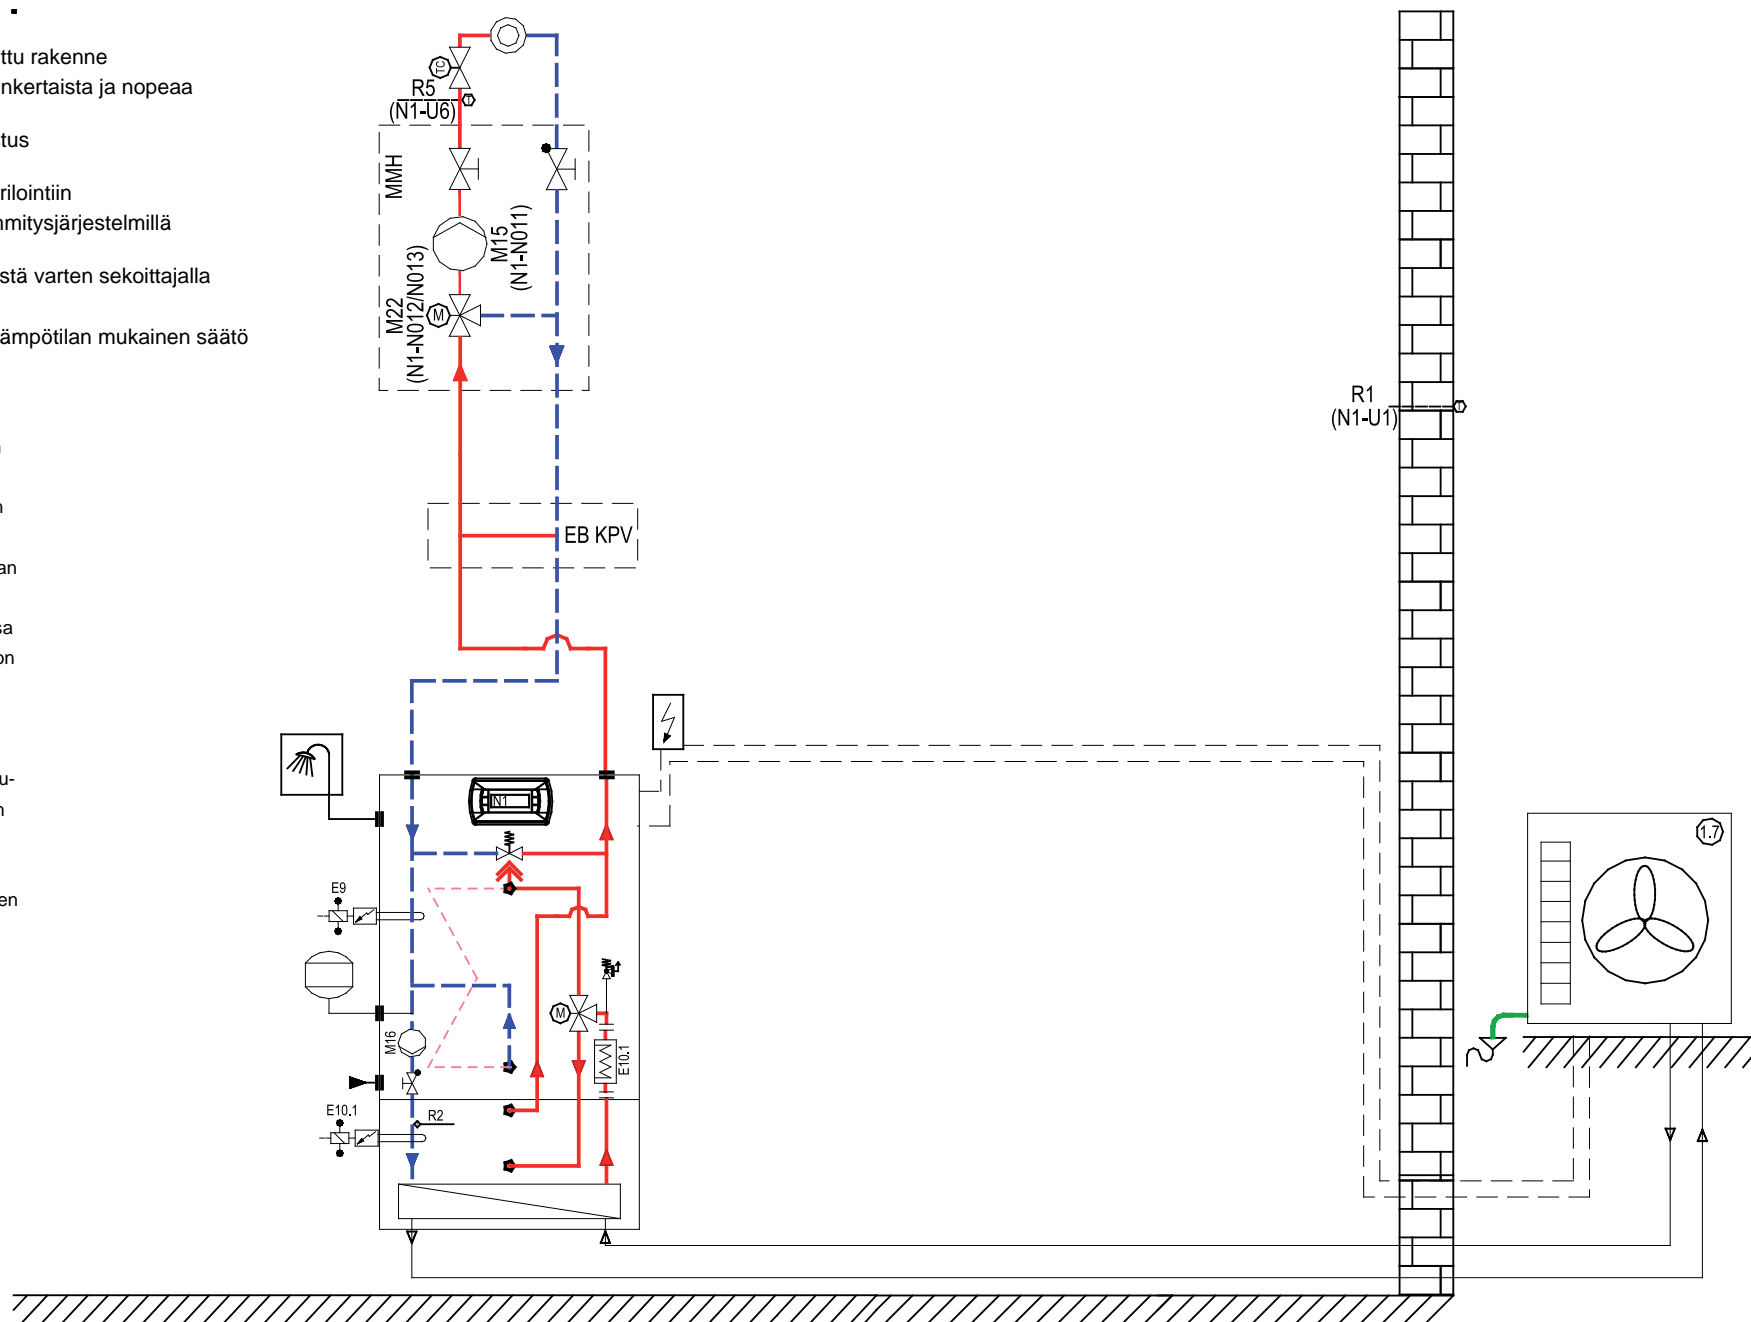 ttu rakenne
nkertaista ja nopeaa
tus
rilointiin
mmitysjärjestelmillä
stä varten sekoittajalla
ämpötilan mukainen säätö
n
n
an
sa
on
u-
n
en
TC
R5
(N1-U6)
MMH
M15
(N1-N011)
M22
(N1-N012/N013)
M
R1
(N1-U1)
EB KPV
N1
1.7
E9
M
M16
E10.1
E10.1
R2